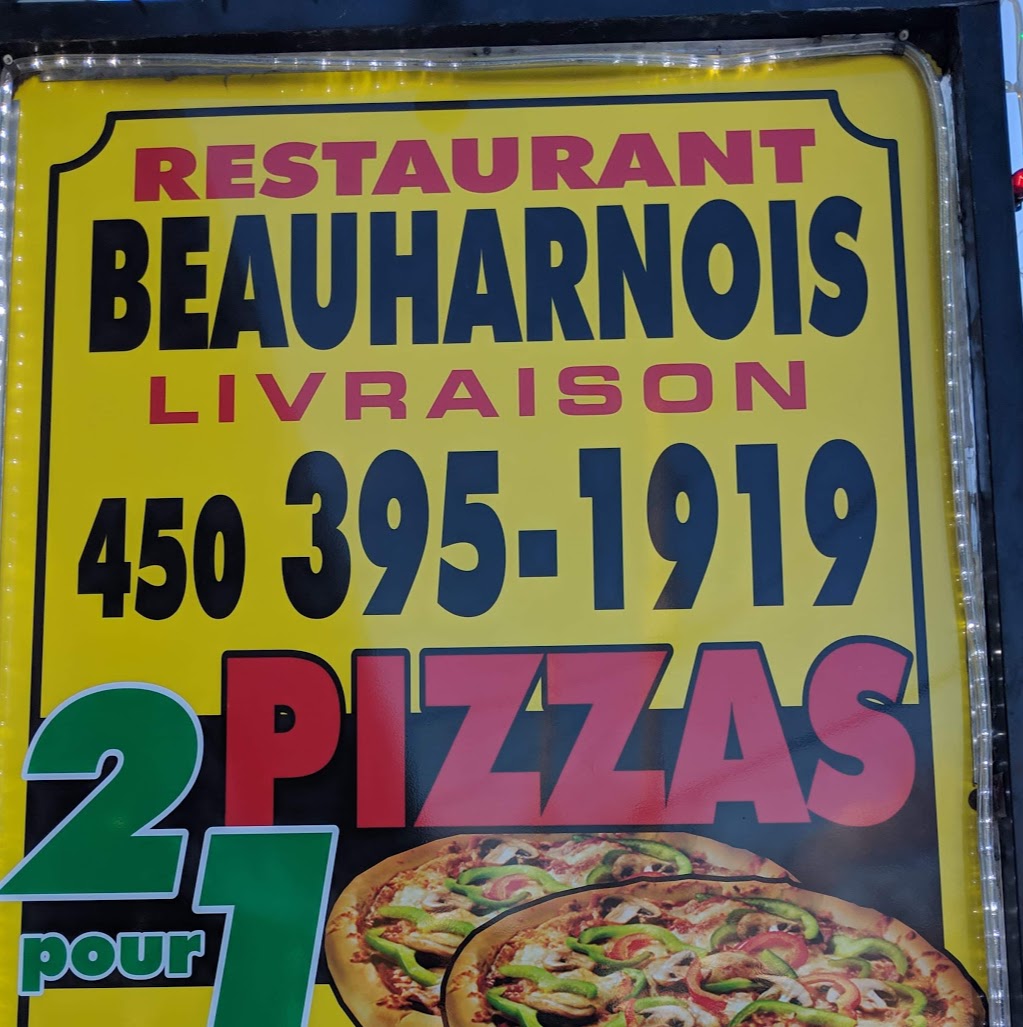 RESTAURANT
BEAUHARNOIS
LIVRAISON
450 395-1919
PIZZAS
2
pour
1